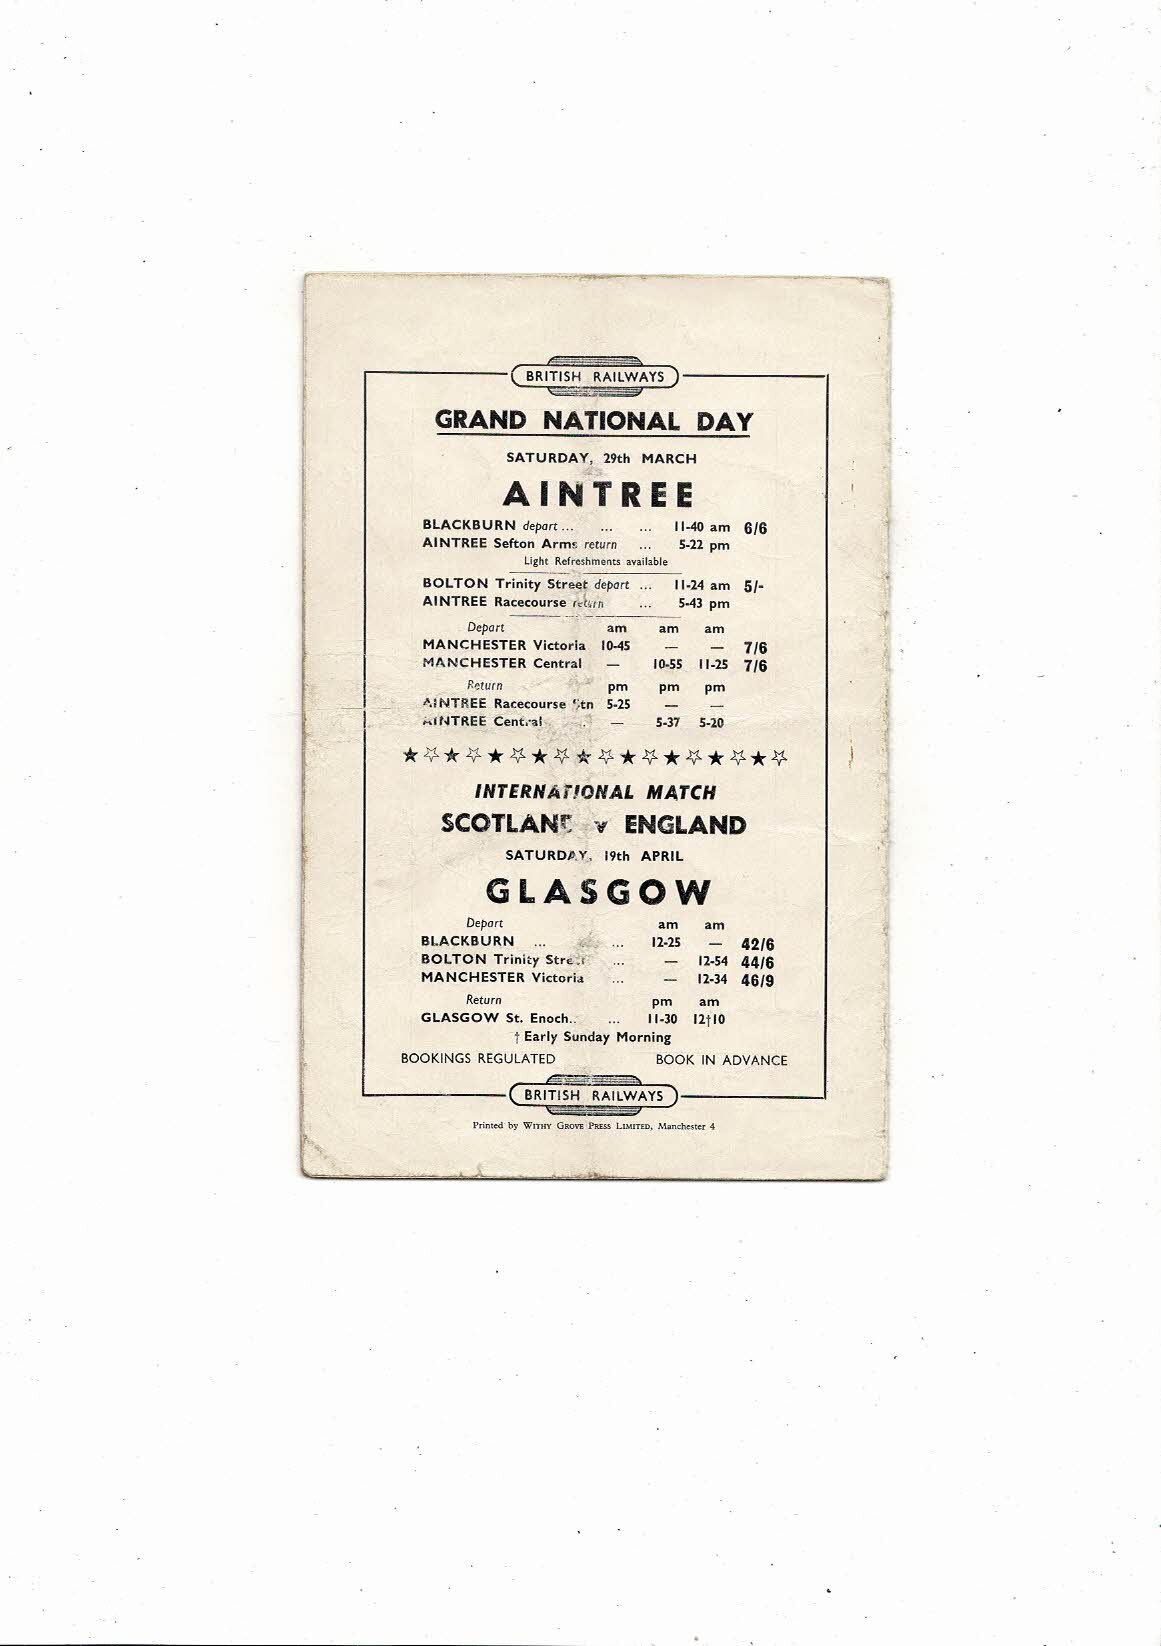 BRITISH RAILWAYS
GRAND NATIONAL DAY
SATURDAY, 29th MARCH
AINTREE
BLACKBURN depart ... ... ... 11-40 am 6/6
AINTREE Sefton Arms return ... 5-22 pm
Light Refreshments available
BOLTON Trinity Street depart ... 11-24 am 5/-
AINTREE Racecourse return ... 5-43 pm
Depart am am am
MANCHESTER Victoria 10-45 — — 7/6
MANCHESTER Central — 10-55 11-25 7/6
Return pm pm pm
AINTREE Racecourse Stn 5-25 — —
AINTREE Central . — 5-37 5-20
INTERNATIONAL MATCH
SCOTLAND v ENGLAND
SATURDAY, 19th APRIL
GLASGOW
Depart am am
BLACKBURN ... ... ... 12-25 — 42/6
BOLTON Trinity Street ... — 12-54 44/6
MANCHESTER Victoria ... — 12-34 46/9
Return pm am
GLASGOW St. Enoch.. ... 11-30 12†10
† Early Sunday Morning
BOOKINGS REGULATED BOOK IN ADVANCE
BRITISH RAILWAYS
Printed by WITHY GROVE PRESS LIMITED, Manchester 4